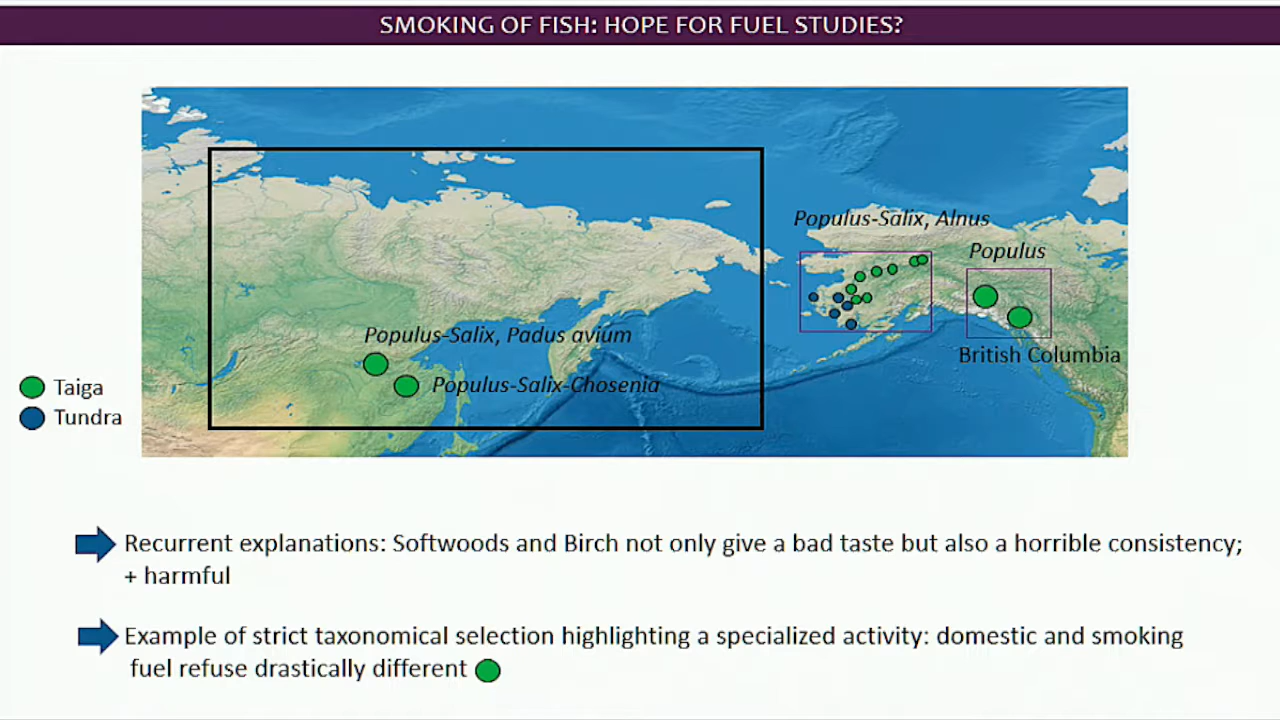 SMOKING OF FISH: HOPE FOR FUEL STUDIES?
Populus-Salix, Alnus
Populus
Populus-Salix, Padus avium
British Columbia
Populus-Salix-Chosenia
Taiga
Tundra
Recurrent explanations: Softwoods and Birch not only give a bad taste but also a horrible consistency;
+ harmful
Example of strict taxonomical selection highlighting a specialized activity: domestic and smoking
fuel refuse drastically different